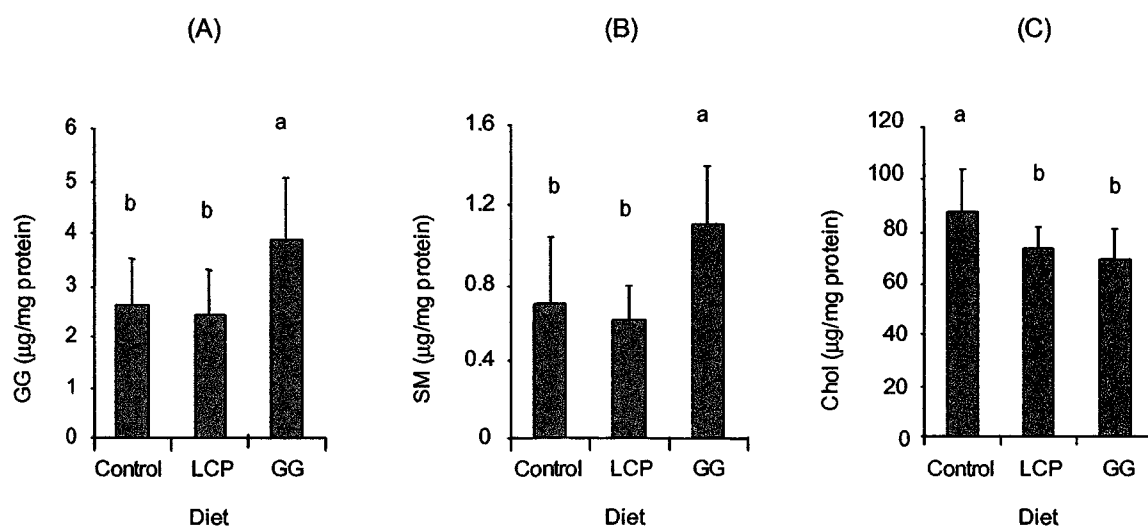 (A)
a
6
5
b
b
4
3
2
1
0
GG (µg/mg protein)
Control
LCP
GG
Diet
(B)
a
1.6
b
b
1.2
0.8
0.4
0
SM (µg/mg protein)
Control
LCP
GG
Diet
(C)
a
120
b
b
100
80
60
40
20
0
Chol (µg/mg protein)
Control
LCP
GG
Diet